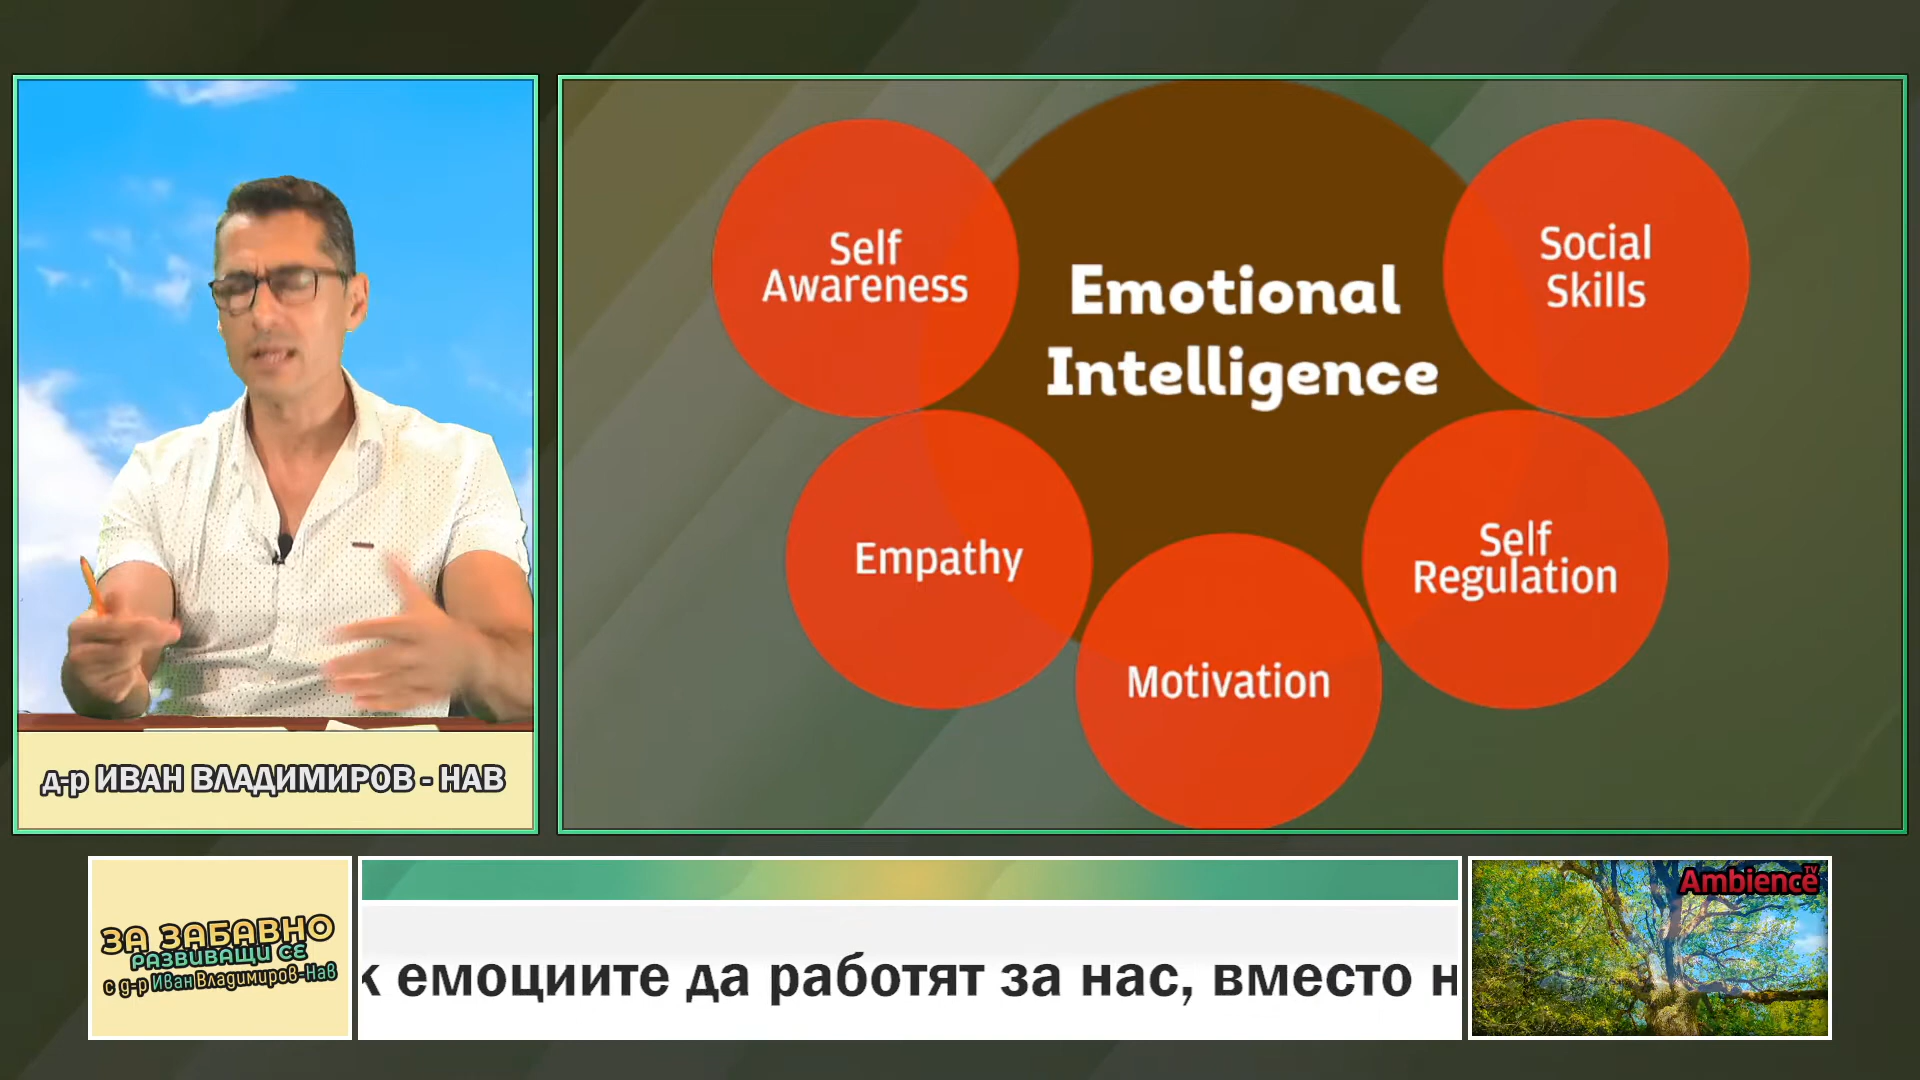 Self
Awareness
Emotional
Intelligence
Social
Skills
Empathy
Self
Regulation
Motivation
д-р ИВАН ВЛАДИМИРОВ - НАВ
ЗА ЗАБАВНО
РАЗВИВАЩИ СЕ
с д-р Иван Владимиров-Нав
к емоциите да работят за нас, вместо н
Ambience TV